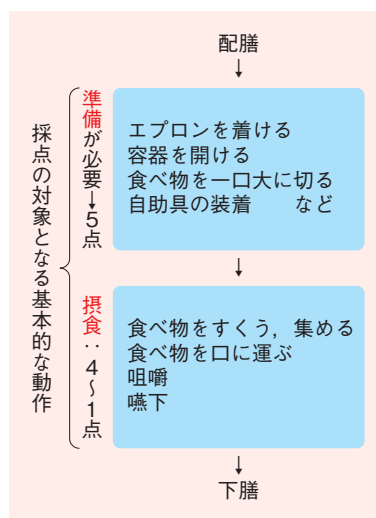 配膳
↓
採点の対象となる基本的な動作
準備が必要→5点
エプロンを着ける
容器を開ける
食べ物を一口大に切る
自助具の装着　　など
↓
摂食：4～1点
食べ物をすくう，集める
食べ物を口に運ぶ
咀嚼
嚥下
↓
下膳